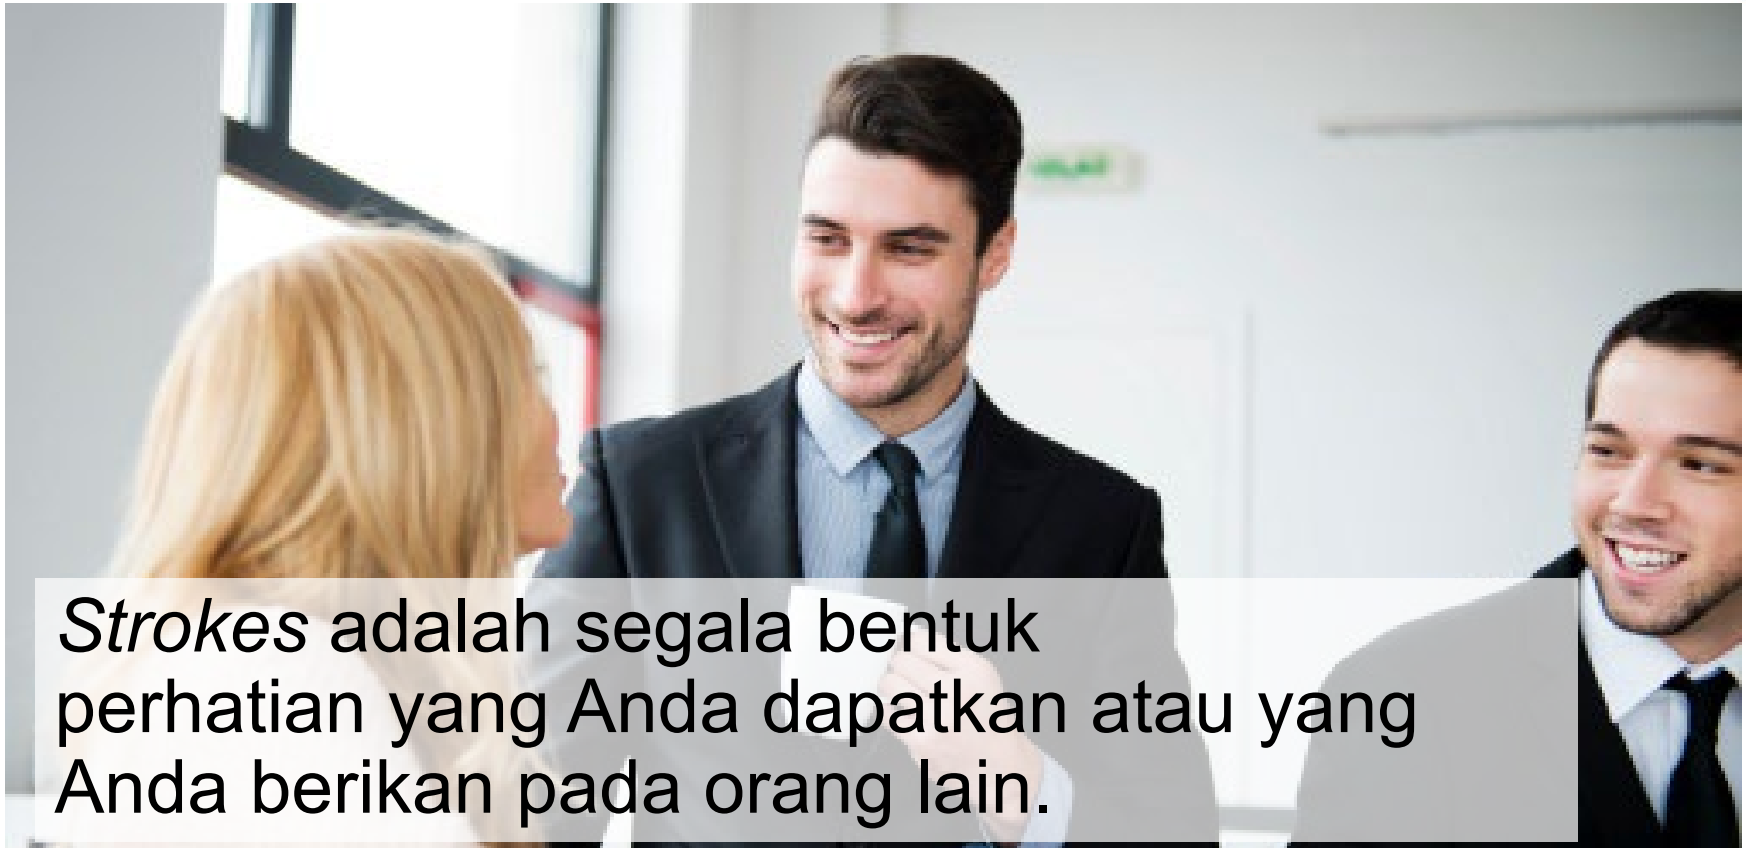 Strokes adalah segala bentuk
perhatian yang Anda dapatkan atau yang
Anda berikan pada orang lain.